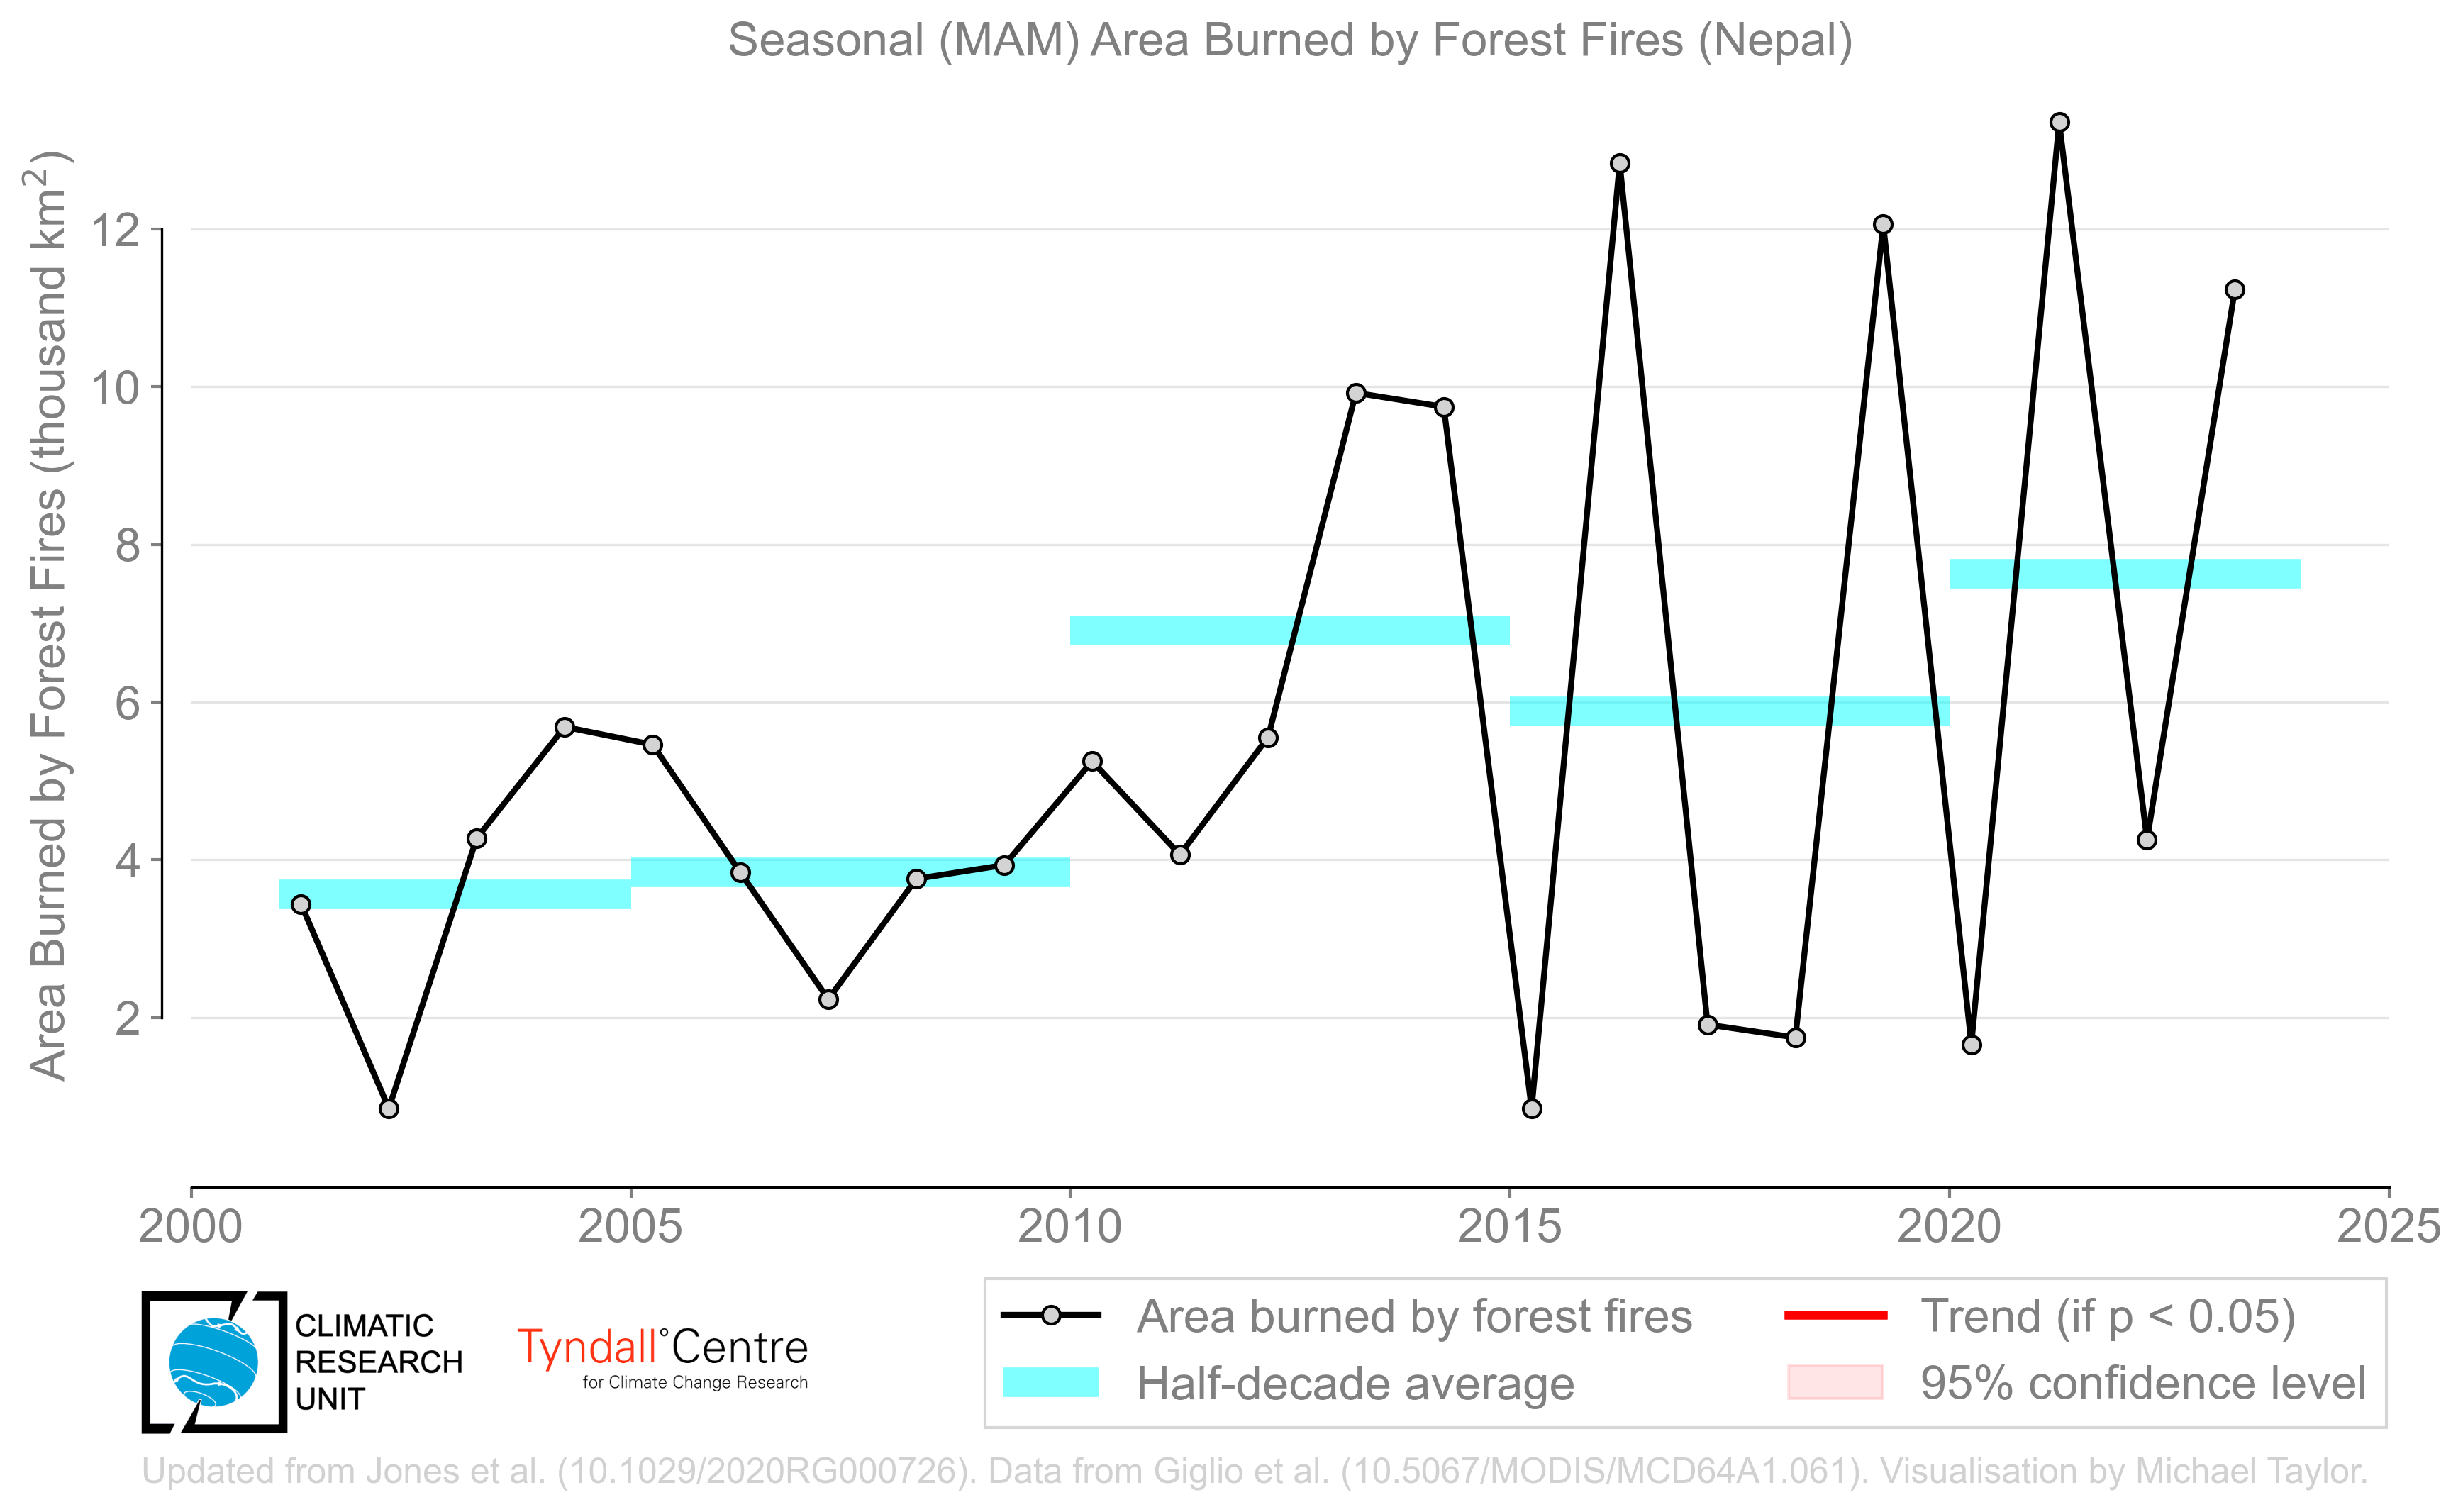 Seasonal (MAM) Area Burned by Forest Fires (Nepal)
Area Burned by Forest Fires (thousand km²)
12
10
8
6
4
2
2000
2005
2010
2015
2020
2025
CLIMATIC
RESEARCH
UNIT
Tyndall°Centre
for Climate Change Research
Area burned by forest fires
Half-decade average
Trend (if p < 0.05)
95% confidence level
Updated from Jones et al. (10.1029/2020RG000726). Data from Giglio et al. (10.5067/MODIS/MCD64A1.061). Visualisation by Michael Taylor.